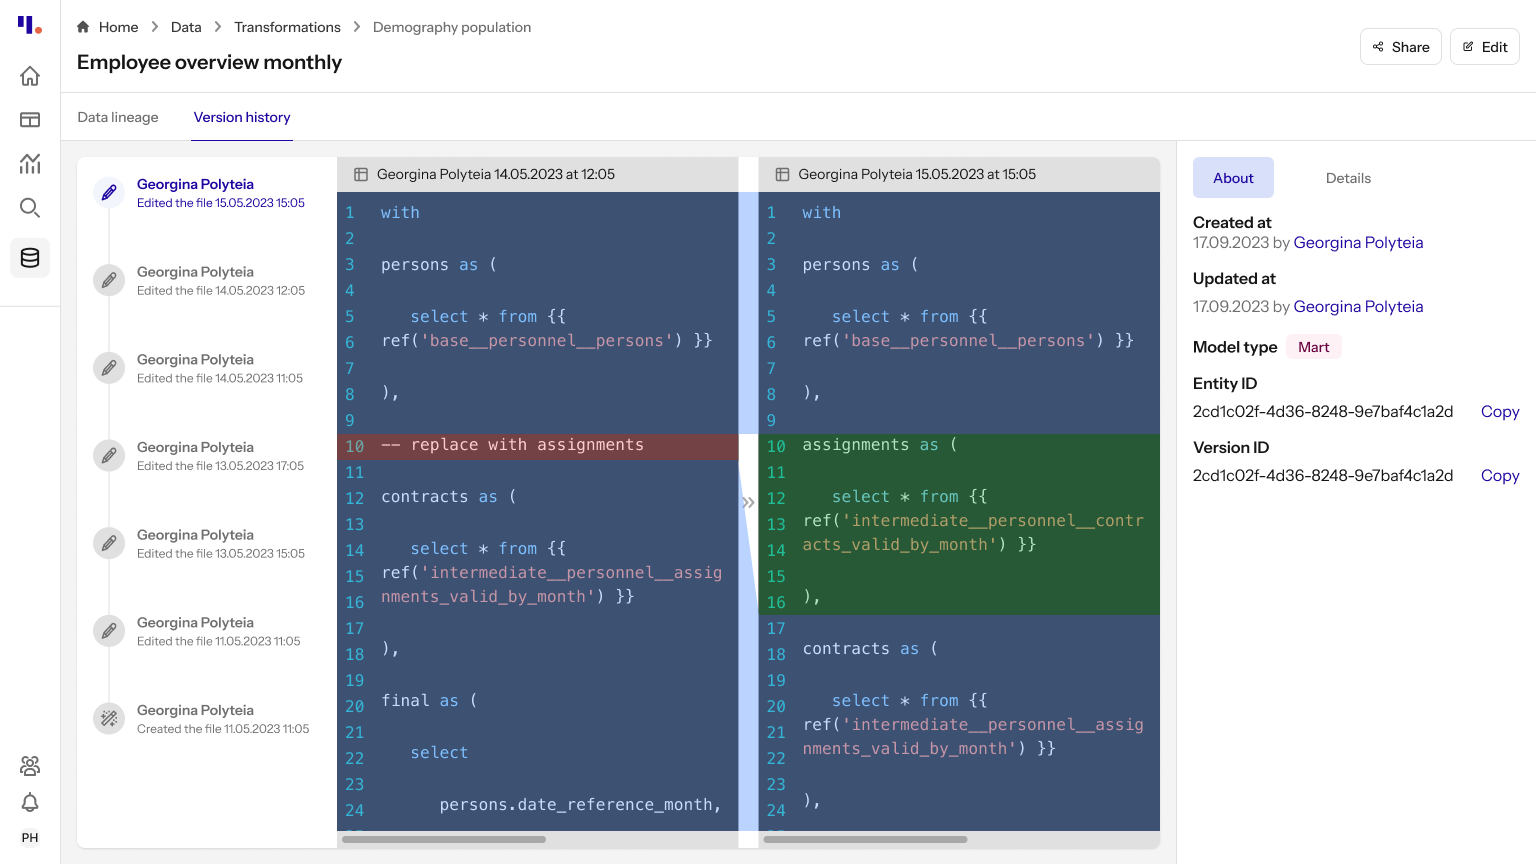 Home
Data
Transformations
Demography population
Employee overview monthly
Share
Edit
Data lineage
Version history
Georgina Polyteia
Edited the file 15.05.2023 15:05
Georgina Polyteia
Edited the file 14.05.2023 12:05
Georgina Polyteia
Edited the file 14.05.2023 11:05
Georgina Polyteia
Edited the file 13.05.2023 17:05
Georgina Polyteia
Edited the file 13.05.2023 15:05
Georgina Polyteia
Edited the file 11.05.2023 11:05
Georgina Polyteia
Created the file 11.05.2023 11:05
PH
Georgina Polyteia 14.05.2023 at 12:05
1 with
2
3 persons as (
4
5 select * from {{
6 ref('base__personnel__persons') }}
7
8 ),
9
10 -- replace with assignments
11
12 contracts as (
13
14 select * from {{
15 ref('intermediate__personnel__assig
16 nments_valid_by_month') }}
17
18 ),
19
20 final as (
21
22 select
23
24 persons.date_reference_month,
Georgina Polyteia 15.05.2023 at 15:05
1 with
2
3 persons as (
4
5 select * from {{
6 ref('base__personnel__persons') }}
7
8 ),
9
10 assignments as (
11
12 select * from {{
13 ref('intermediate__personnel__contr
14 acts_valid_by_month') }}
15
16 ),
17
18 contracts as (
19
20 select * from {{
21 ref('intermediate__personnel__assig
22 nments_valid_by_month') }}
23
24 ),
About
Details
Created at
17.09.2023 by Georgina Polyteia
Updated at
17.09.2023 by Georgina Polyteia
Model type Mart
Entity ID
2cd1c02f-4d36-8248-9e7baf4c1a2d Copy
Version ID
2cd1c02f-4d36-8248-9e7baf4c1a2d Copy